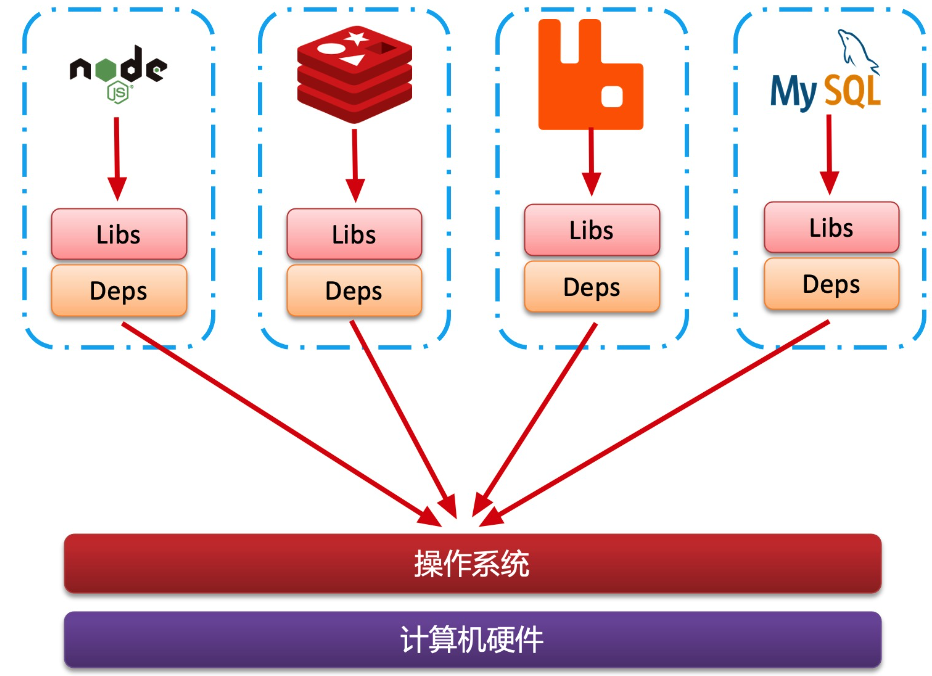 node
JS
MySQL
Libs
Libs
Libs
Libs
Deps
Deps
Deps
Deps
操作系统
计算机硬件